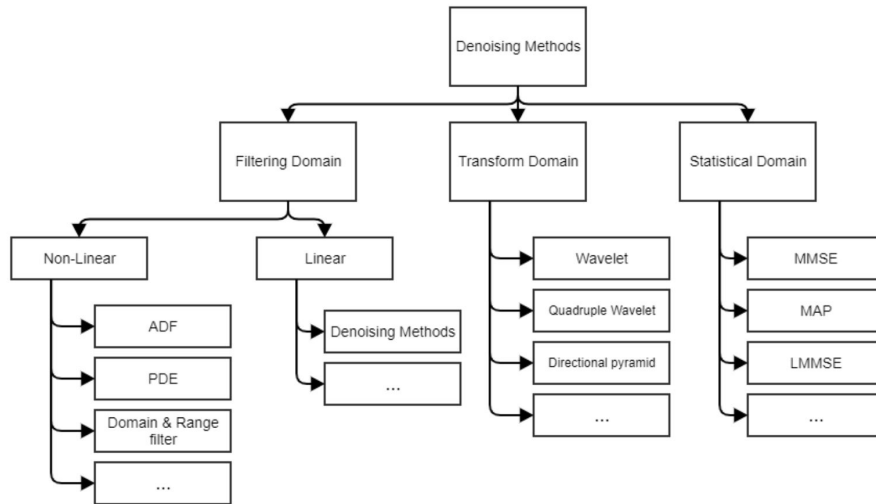 Denoising Methods
Filtering Domain
Transform Domain
Statistical Domain
Non-Linear
Linear
Wavelet
MMSE
ADF
Denoising Methods
Quadruple Wavelet
MAP
PDE
...
Directional pyramid
LMMSE
Domain & Range
filter
...
...
...